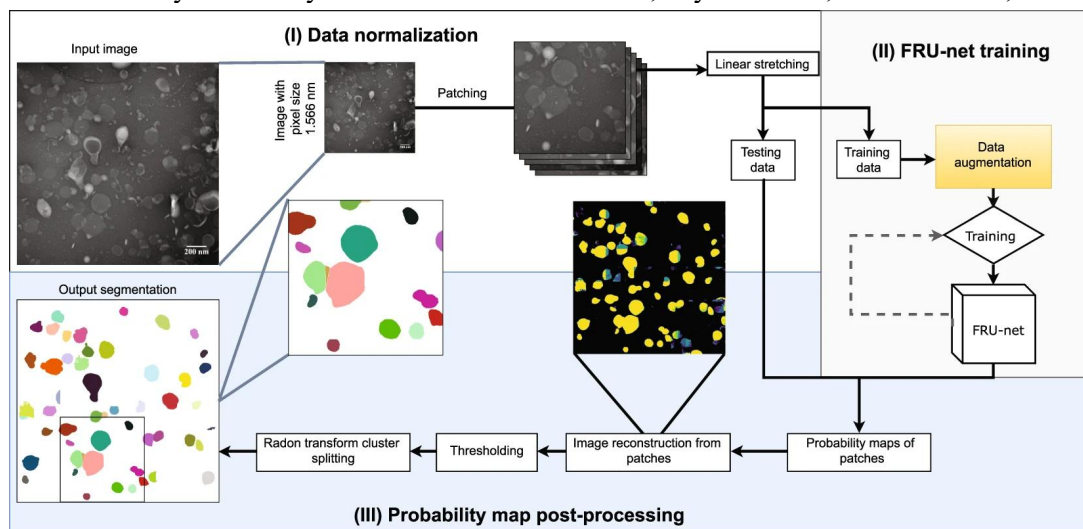 (I) Data normalization
(II) FRU-net training
Input image
Image with
pixel size
1.566 nm
Patching
Linear stretching
Testing
data
Training
data
Data
augmentation
Training
FRU-net
200 nm
Output segmentation
Radon transform cluster
splitting
Thresholding
Image reconstruction from
patches
Probability maps of
patches
(III) Probability map post-processing